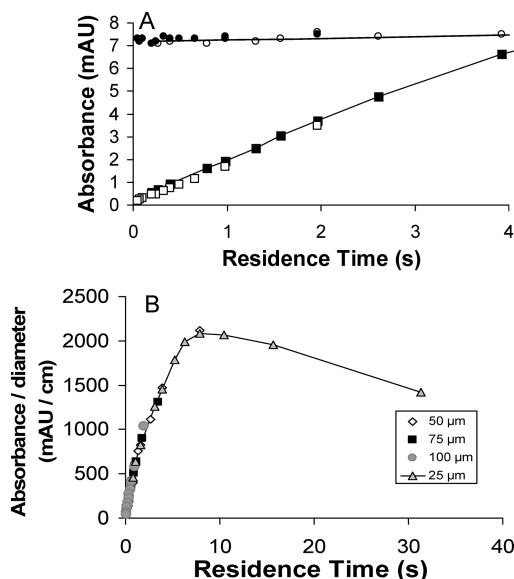 A
Absorbance (mAU)
8
7
6
5
4
3
2
1
0
0 1 2 3 4
Residence Time (s)
B
Absorbance / diameter
(mAU / cm)
2500
2000
1500
1000
500
0
0 10 20 30 40
50 µm
75 µm
100 µm
25 µm
Residence Time (s)